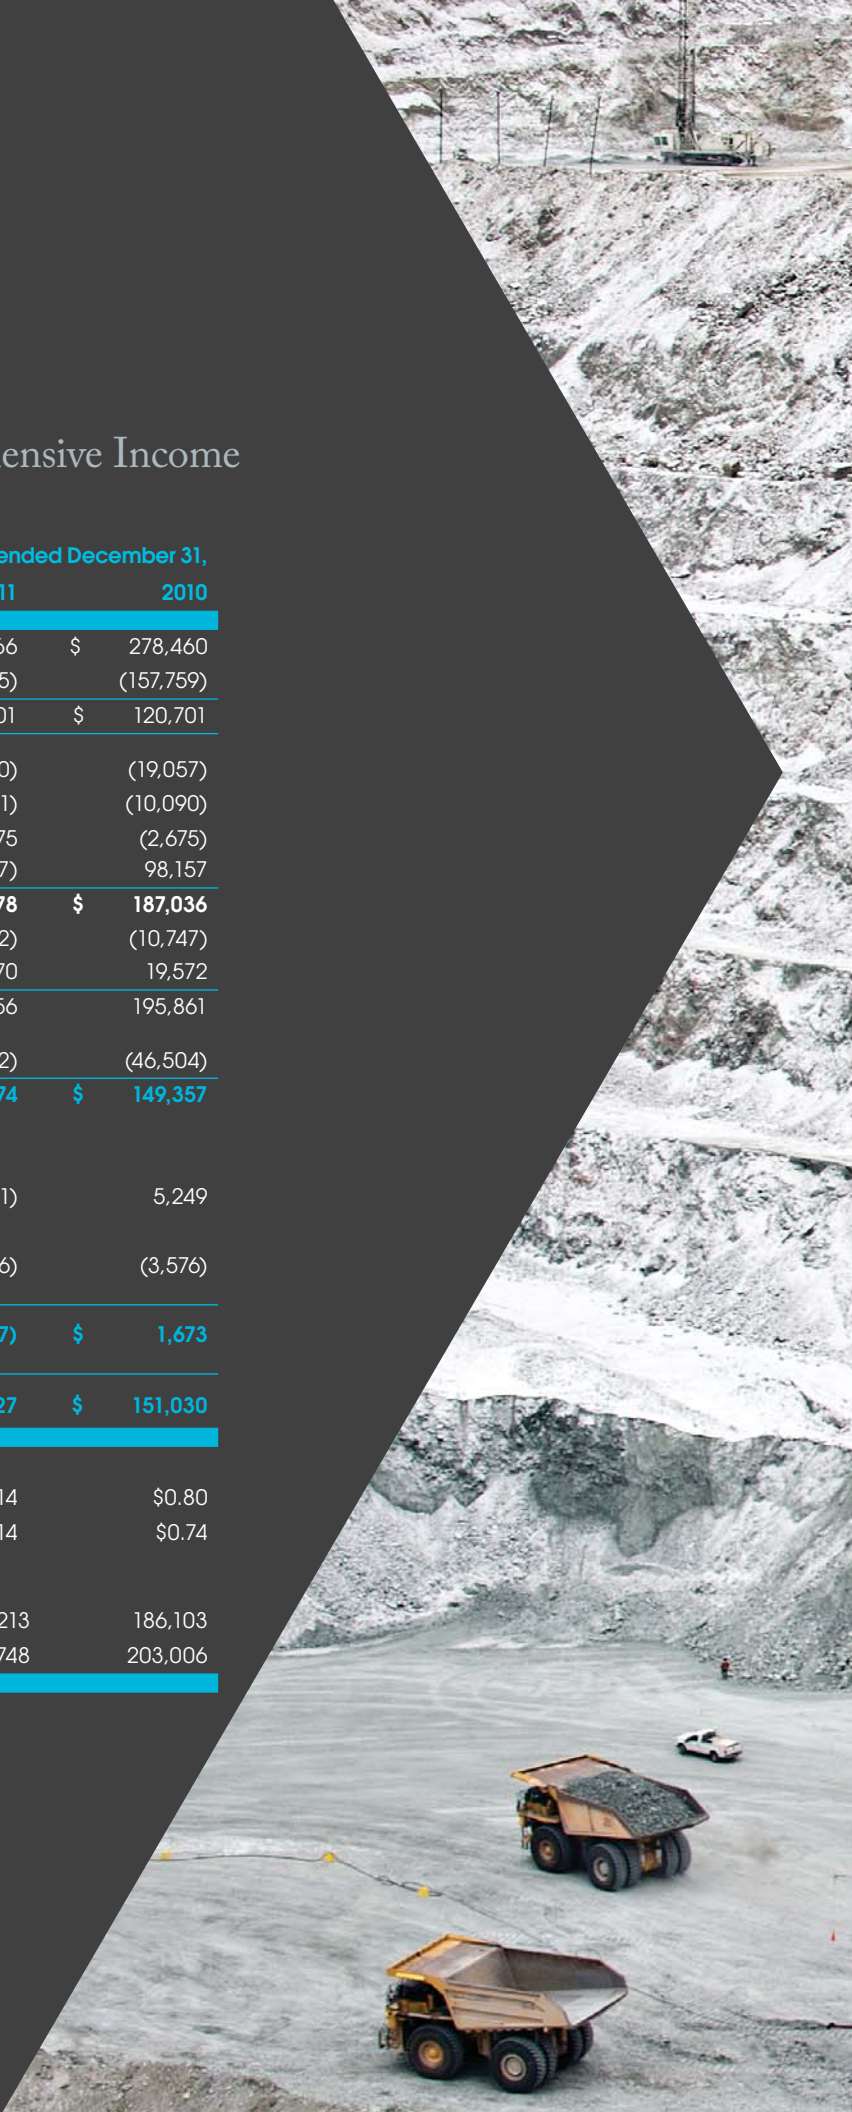 ensive Income
ended December 31,
11 2010
66 $ 278,460
5) (157,759)
01 $ 120,701
0) (19,057)
1) (10,090)
75 (2,675)
7) 98,157
78 $ 187,036
2) (10,747)
70 19,572
56 195,861
2) (46,504)
74 $ 149,357
1) 5,249
6) (3,576)
7) $ 1,673
27 $ 151,030
14 $0.80
14 $0.74
213 186,103
748 203,006